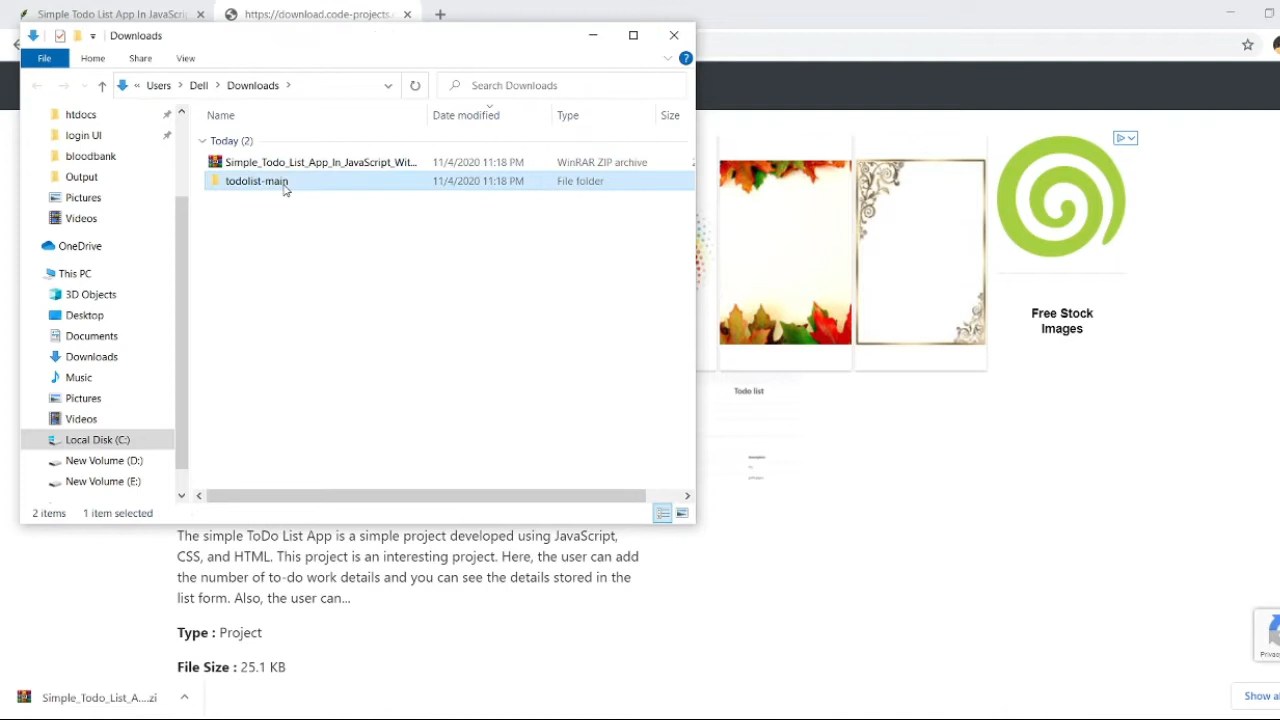 Simple Todo List App In JavaScri
https://download.code-projects.
Downloads
File Home Share View
« Users > Dell > Downloads >
Search Downloads
htdocs
login UI
bloodbank
Output
Pictures
Videos
OneDrive
This PC
3D Objects
Desktop
Documents
Downloads
Music
Pictures
Videos
Local Disk (C:)
New Volume (D:)
New Volume (E:)
Name Date modified Type Size
Today (2)
Simple_Todo_List_App_In_JavaScript_Wit... 11/4/2020 11:18 PM WinRAR ZIP archive
todolist-main 11/4/2020 11:18 PM File folder
2 items 1 item selected
Free Stock
Images
Todo list
The simple ToDo List App is a simple project developed using JavaScript,
CSS, and HTML. This project is an interesting project. Here, the user can add
the number of to-do work details and you can see the details stored in the
list form. Also, the user can...
Type : Project
File Size : 25.1 KB
Privac
Simple_Todo_List_A....zi
Show al